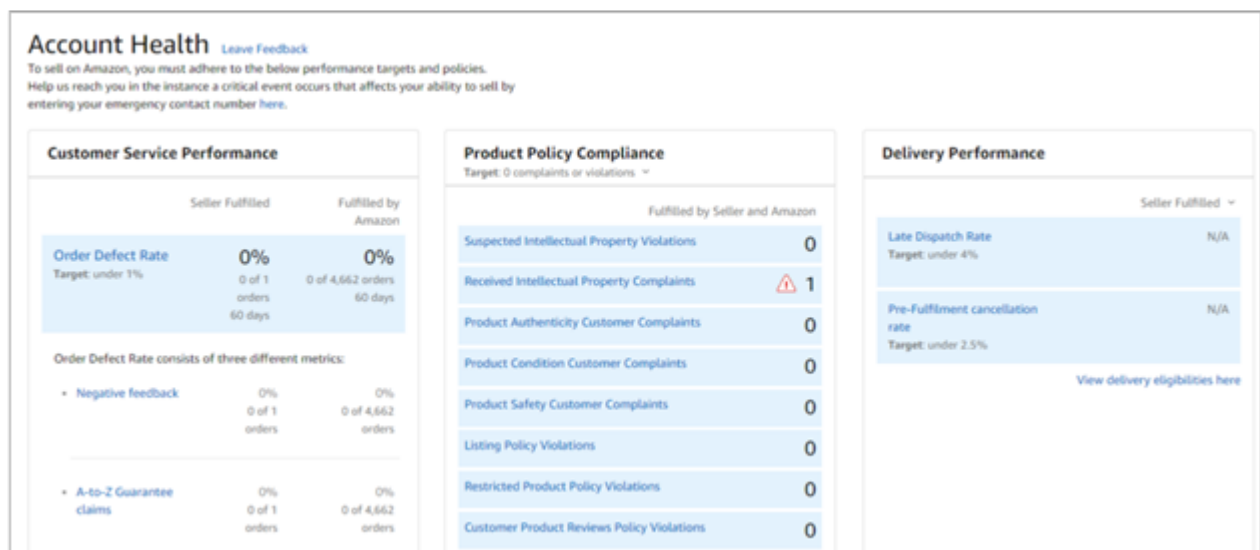 Account Health Leave Feedback
To sell on Amazon, you must adhere to the below performance targets and policies.
Help us reach you in the instance a critical event occurs that affects your ability to sell by
entering your emergency contact number here.
Customer Service Performance
Seller Fulfilled
Fulfilled by
Amazon
Order Defect Rate 0% 0%
Target: under 1%
0 of 1
orders
60 days
0 of 4,662 orders
60 days
Order Defect Rate consists of three different metrics:
• Negative feedback 0% 0%
0 of 1
orders
0 of 4,662
orders
• A-to-Z Guarantee
claims
0% 0%
0 of 1
orders
0 of 4,662
orders
Product Policy Compliance
Target: 0 complaints or violations
Fulfilled by Seller and Amazon
Suspected Intellectual Property Violations 0
Received Intellectual Property Complaints 1
Product Authenticity Customer Complaints 0
Product Condition Customer Complaints 0
Product Safety Customer Complaints 0
Listing Policy Violations 0
Restricted Product Policy Violations 0
Customer Product Reviews Policy Violations 0
Delivery Performance
Seller Fulfilled
Late Dispatch Rate N/A
Target: under 4%
Pre-Fulfilment cancellation
rate
N/A
Target: under 2.5%
View delivery eligibilities here